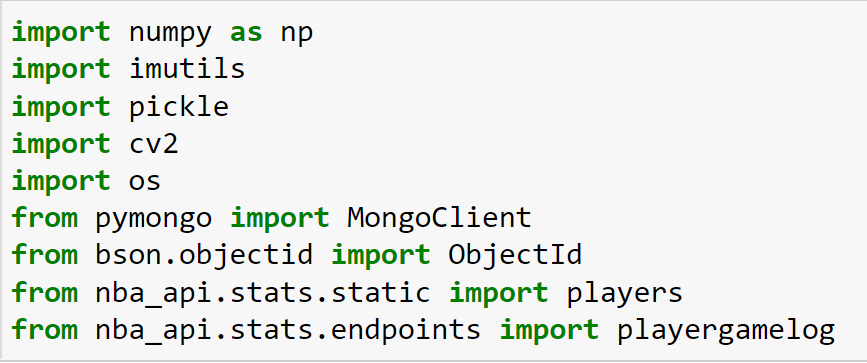 import numpy as np
import imutils
import pickle
import cv2
import os
from pymongo import MongoClient
from bson.objectid import ObjectId
from nba_api.stats.static import players
from nba_api.stats.endpoints import playergamelog